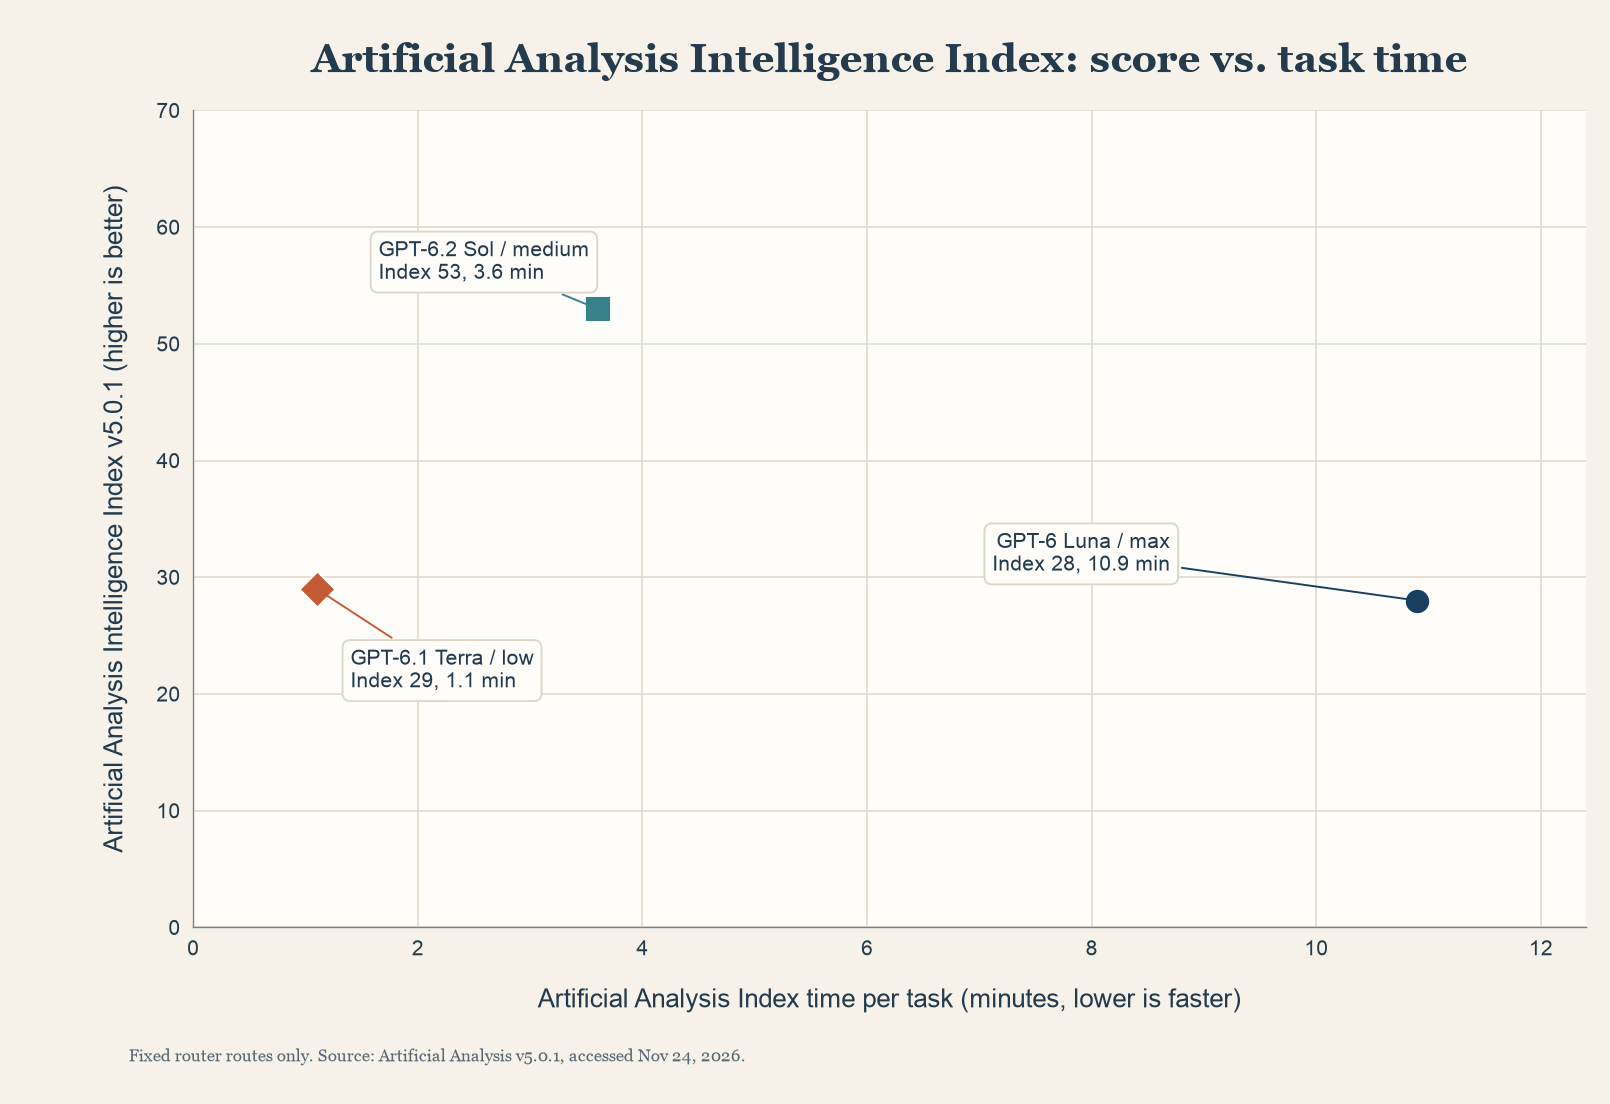 Artificial Analysis Intelligence Index: score vs. task time
Artificial Analysis Intelligence Index v5.0.1 (higher is better)
70
60
50
40
30
20
10
0
GPT-6.2 Sol / medium
Index 53, 3.6 min
GPT-6 Luna / max
Index 28, 10.9 min
GPT-6.1 Terra / low
Index 29, 1.1 min
0 2 4 6 8 10 12
Artificial Analysis Index time per task (minutes, lower is faster)
Fixed router routes only. Source: Artificial Analysis v5.0.1, accessed Nov 24, 2026.